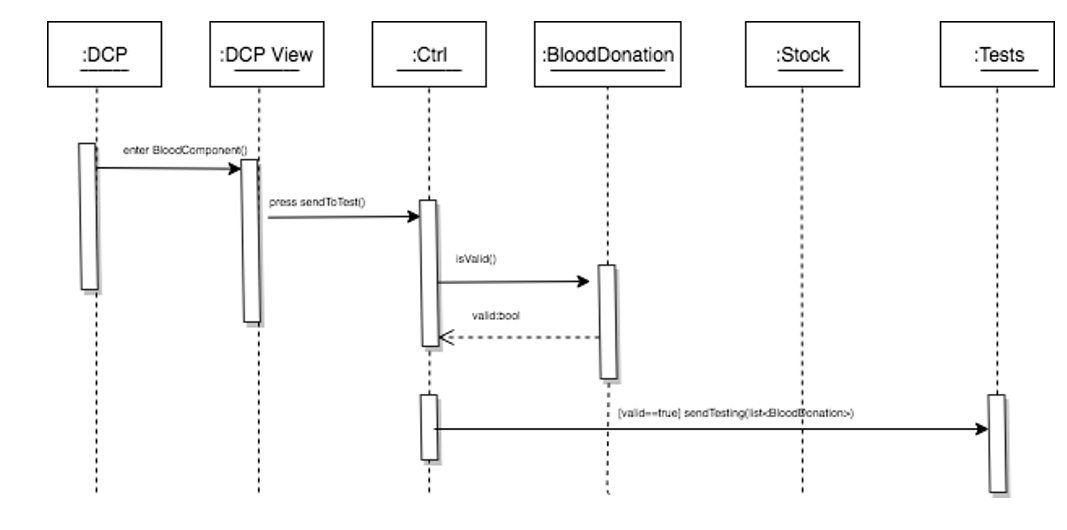 :DCP
:DCP View
:Ctrl
:BloodDonation
:Stock
:Tests
enter BloodComponent()
press sendToTest()
isValid()
valid:bool
[valid==true] sendTesting(list<BloodDonation:>)